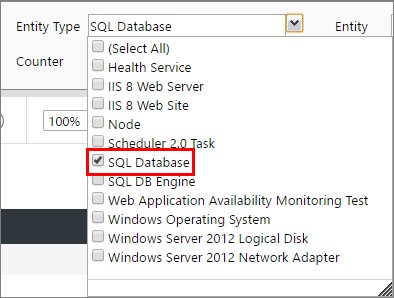 Entity Type SQL Database Entity
(Select All)
Counter
Health Service
IIS 8 Web Server
IIS 8 Web Site
100%
Node
Scheduler 2.0 Task
SQL Database
SQL DB Engine
Web Application Availability Monitoring Test
Windows Operating System
Windows Server 2012 Logical Disk
Windows Server 2012 Network Adapter